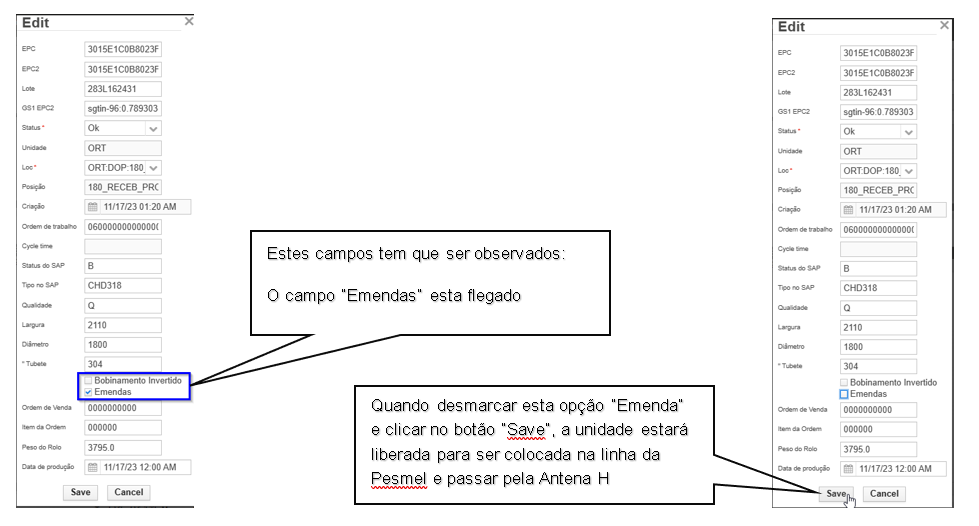 Edit
EPC 3015E1C0B8023F
EPC2 3015E1C0B8023F
Lote 283L162431
GS1 EPC2 sgtin-96:0.789303
Status * Ok
Unidade ORT
Loc * ORT:DOP:180_
Posição 180_RECEB_PRC
Criação 11/17/23 01:20 AM
Ordem de trabalho 06000000000000(
Cycle time
Status do SAP B
Tipo no SAP CHD318
Qualidade Q
Largura 2110
Diâmetro 1800
* Tubete 304
Bobinamento Invertido
Emendas
Ordem de Venda 0000000000
Item da Ordem 000000
Peso do Rolo 3795.0
Data de produção 11/17/23 12:00 AM
Save Cancel
Estes campos tem que ser observados:
O campo "Emendas" esta flegado
Quando desmarcar esta opção "Emenda"
e clicar no botão "Save", a unidade estará
liberada para ser colocada na linha da
Pesmel e passar pela Antena H
Edit
EPC 3015E1C0B8023F
EPC2 3015E1C0B8023F
Lote 283L162431
GS1 EPC2 sgtin-96:0.789303
Status * Ok
Unidade ORT
Loc * ORT:DOP:180_
Posição 180_RECEB_PRC
Criação 11/17/23 01:20 AM
Ordem de trabalho 06000000000000(
Cycle time
Status do SAP B
Tipo no SAP CHD318
Qualidade Q
Largura 2110
Diâmetro 1800
* Tubete 304
Bobinamento Invertido
Emendas
Ordem de Venda 0000000000
Item da Ordem 000000
Peso do Rolo 3795.0
Data de produção 11/17/23 12:00 AM
Save Cancel